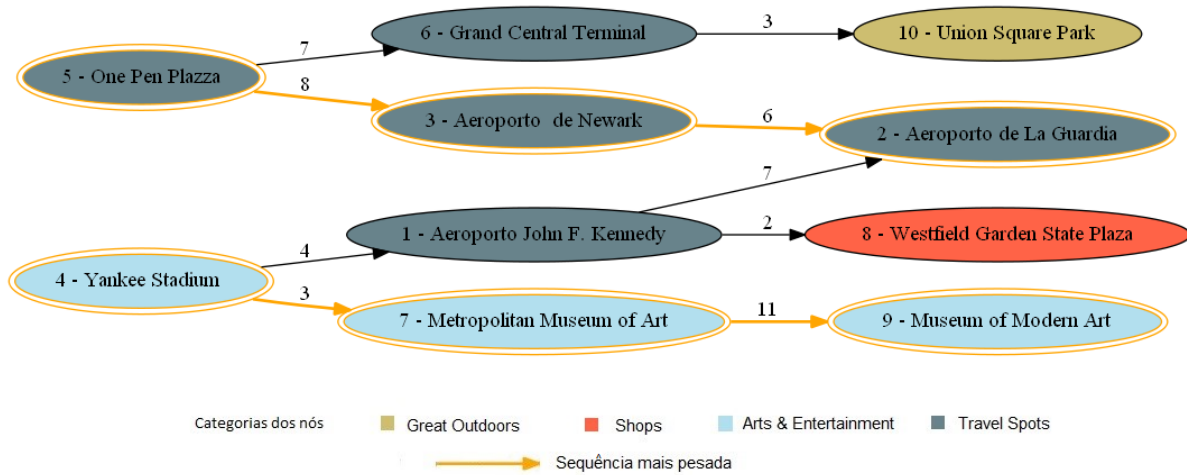 6 - Grand Central Terminal
3
10 - Union Square Park
7
5 - One Pen Plazza
8
3 - Aeroporto de Newark
6
2 - Aeroporto de La Guardia
7
1 - Aeroporto John F. Kennedy
2
8 - Westfield Garden State Plaza
4
4 - Yankee Stadium
3
7 - Metropolitan Museum of Art
11
9 - Museum of Modern Art
Categorias dos nós Great Outdoors Shops Arts & Entertainment Travel Spots
Sequência mais pesada